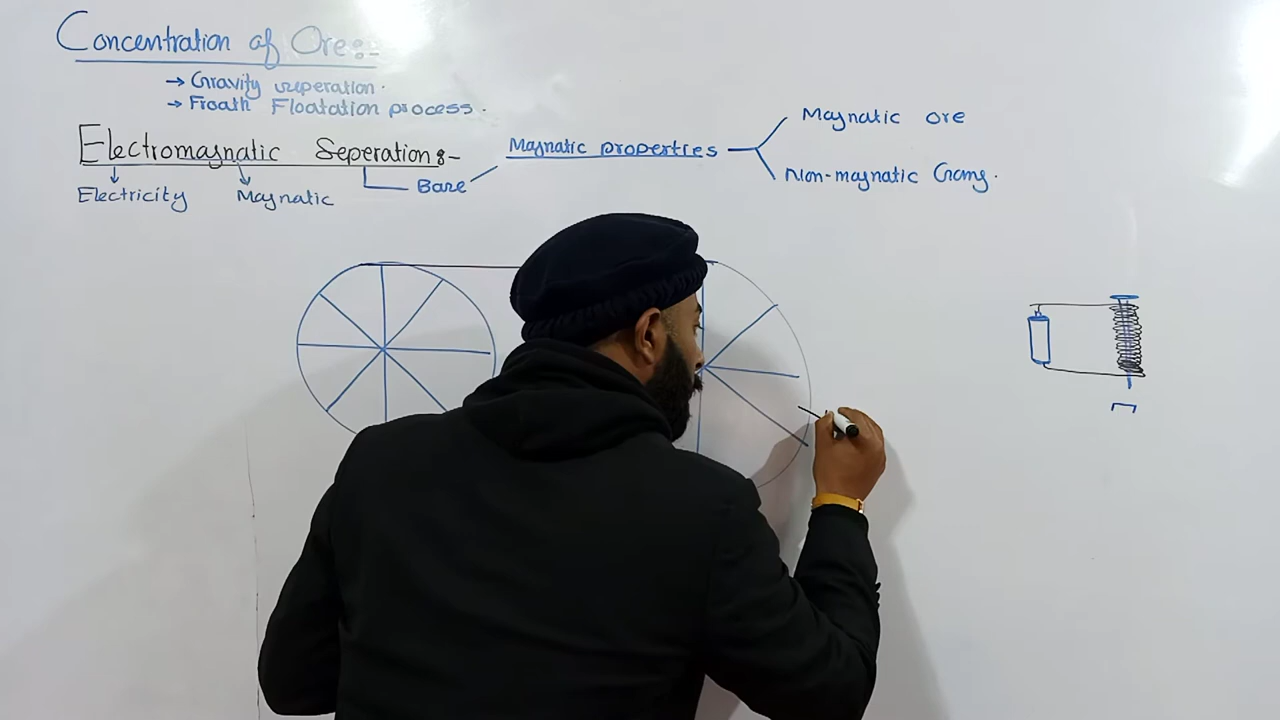 Concentration of Ore:-
→ Gravity seperation.
→ Froath Floatation process.
Electromagnatic Seperation:-
Electricity
Magnatic
Base
Magnatic properties
Magnatic ore
Non-magnatic Gang.